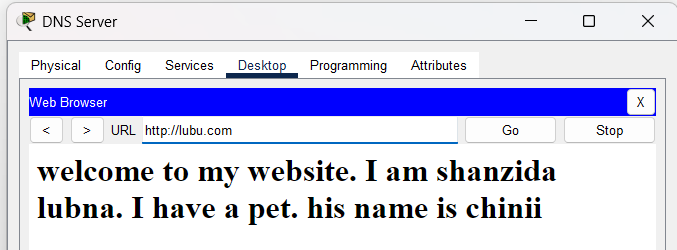 DNS Server
Physical Config Services Desktop Programming Attributes
Web Browser X
< > URL http://lubu.com Go Stop
welcome to my website. I am shanzida
lubna. I have a pet. his name is chinii